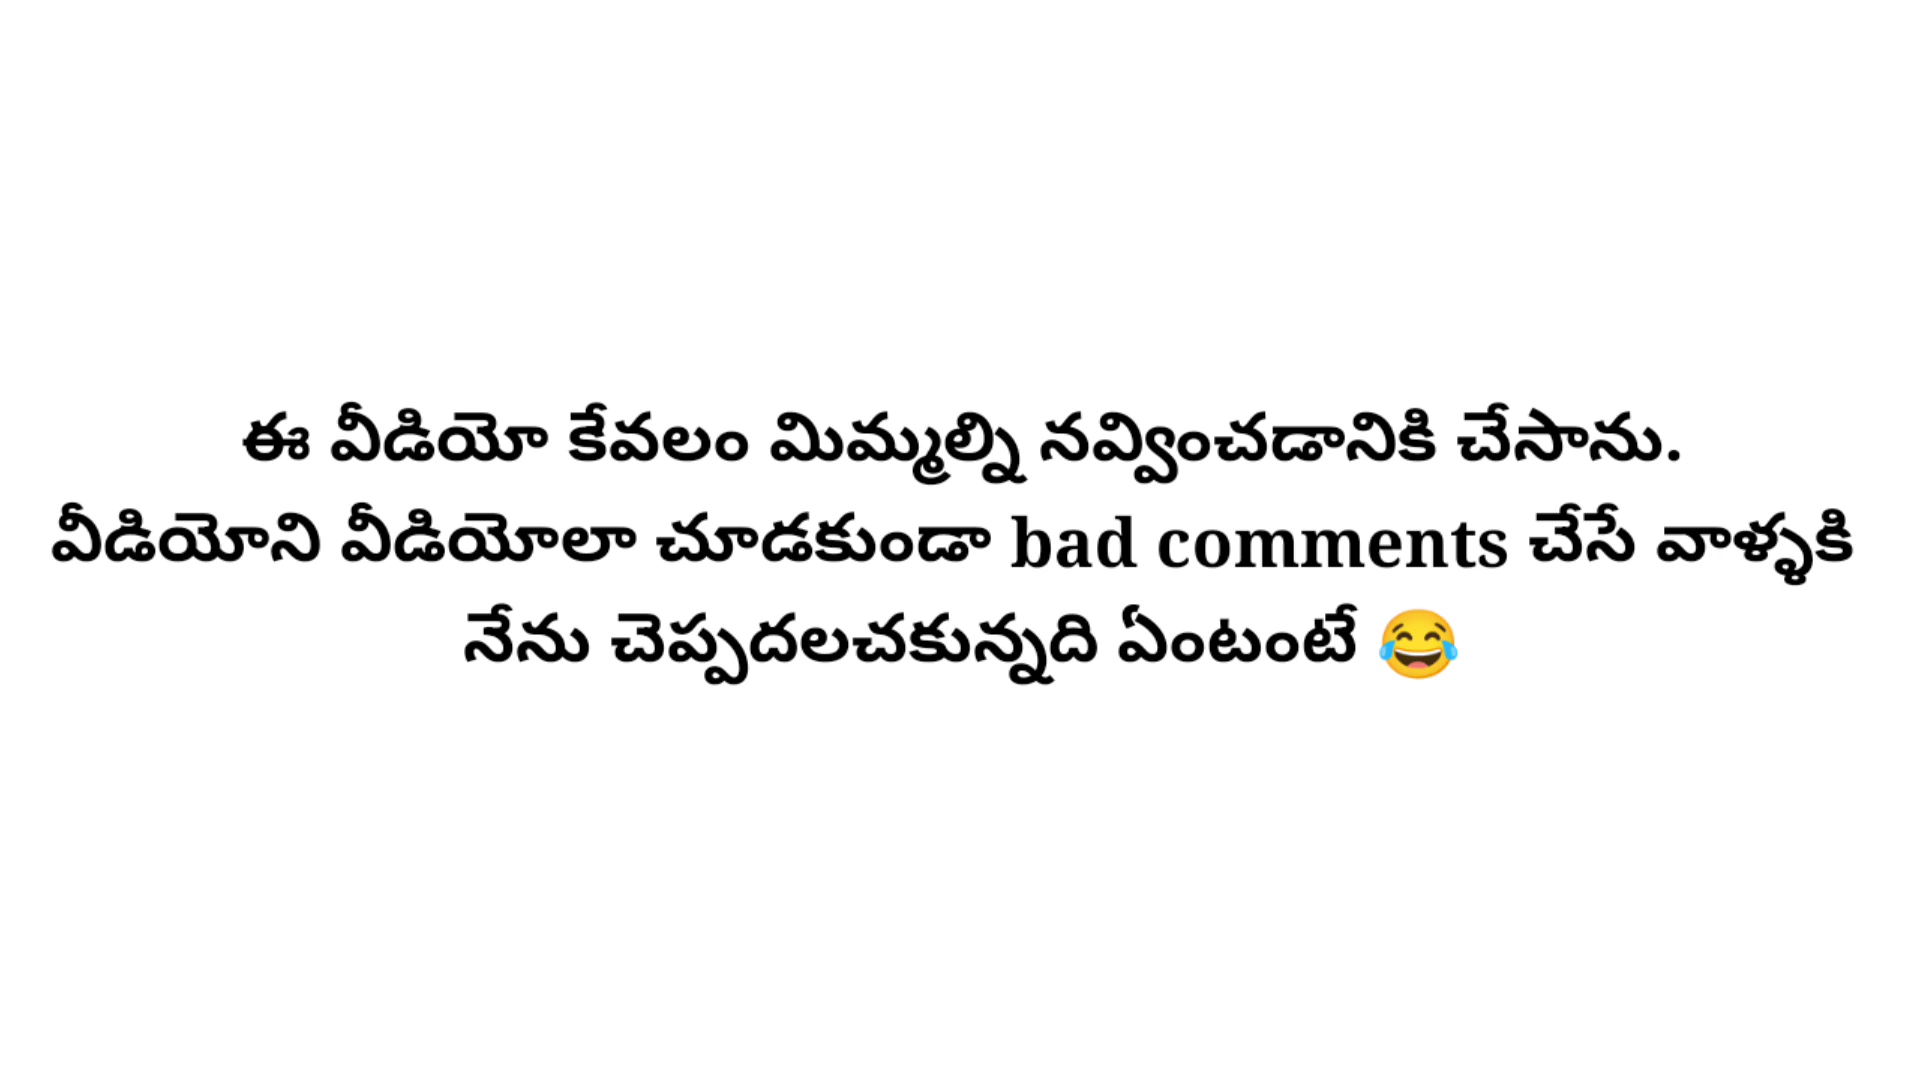 ఈ వీడియో కేవలం మిమ్మల్ని నవ్వించడానికి చేసాను.
వీడియోని వీడియోలా చూడకుండా bad comments చేసే వాళ్ళకి
నేను చెప్పదలచకున్నది ఏంటంటే 😂